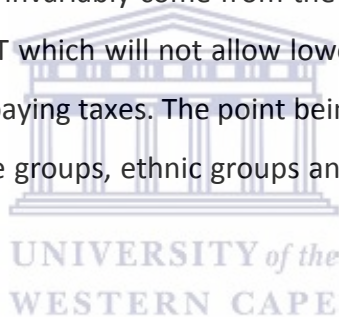 invariably come from the
T which will not allow lowe
paying taxes. The point bein
e groups, ethnic groups an
UNIVERSITY of the
WESTERN CAPE